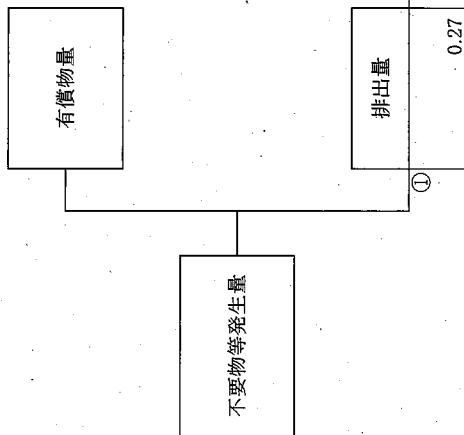 有償物量
不要物等発生量
①
排出量
0.27